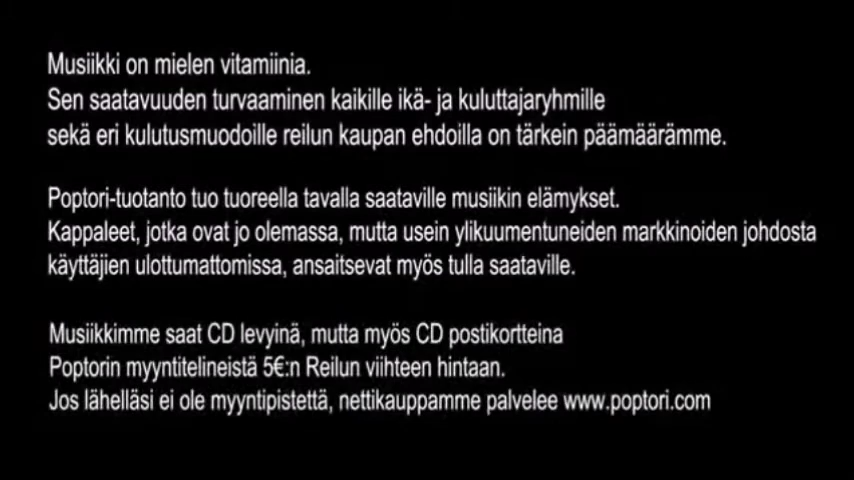 Musiikki on mielen vitamiinia.
Sen saatavuuden turvaaminen kaikille ikä- ja kuluttajaryhmille
sekä eri kulutusmuodoille reilun kaupan ehdoilla on tärkein päämäärämme.
Poptori-tuotanto tuo tuoreella tavalla saataville musiikin elämykset.
Kappaleet, jotka ovat jo olemassa, mutta usein ylikuumentuneiden markkinoiden johdosta
käyttäjien ulottumattomissa, ansaitsevat myös tulla saataville.
Musiikkimme saat CD levyinä, mutta myös CD postikortteina
Poptorin myyntitelineistä 5€:n Reilun viihteen hintaan.
Jos lähelläsi ei ole myyntipistettä, nettikauppamme palvelee www.poptori.com